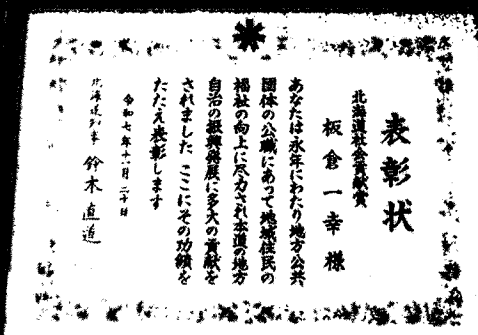 表彰状
北海道社会貢献賞
板倉一幸様
あなたは永年にわたり地方公共
団体の公職にあって地域住民の
福祉の向上に尽力され本道の地方
自治の振興発展に多大の貢献を
されました ここにその功績を
たたえ表彰します
令和七年十一月二十日
北海道知事 鈴木直道